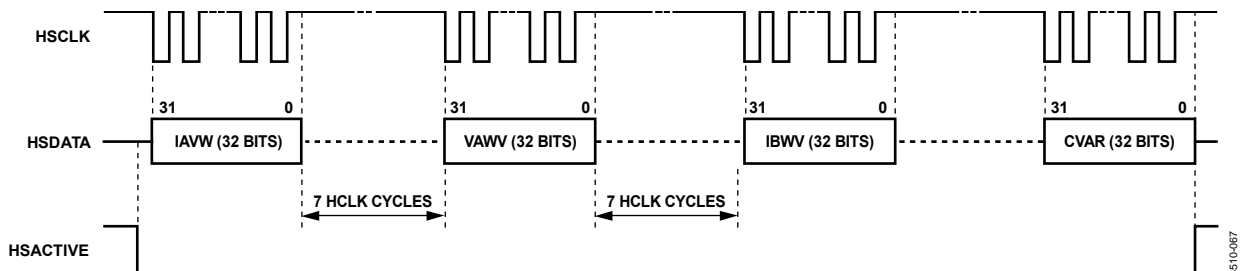 HSCLK
31 0 31 0 31 0 31 0
HSDATA IAVW (32 BITS) VAWV (32 BITS) IBWV (32 BITS) CVAR (32 BITS)
7 HCLK CYCLES 7 HCLK CYCLES
HSACTIVE
510-067